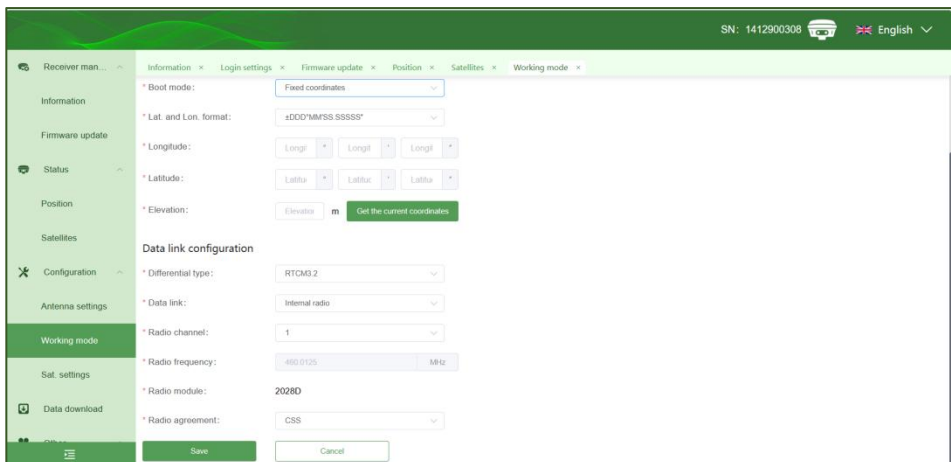 SN: 1412900308 English
Receiver man...
Information × Login settings × Firmware update × Position × Satellites × Working mode ×
* Boot mode: Fixed coordinates
Information
* Lat. and Lon. format: ±DDD°MM'SS.SSSSS"
Firmware update
* Longitude: Longit ° Longit ' Longit "
Status
* Latitude: Latitu ° Latituc ' Latitu "
Position
* Elevation: Elevation m Get the current coordinates
Satellites
Data link configuration
Configuration
* Differential type: RTCM3.2
Antenna settings
* Data link: Internal radio
Working mode
* Radio channel: 1
* Radio frequency: 460.0125 MHz
Sat. settings
* Radio module: 2028D
Data download
* Radio agreement: CSS
Save Cancel